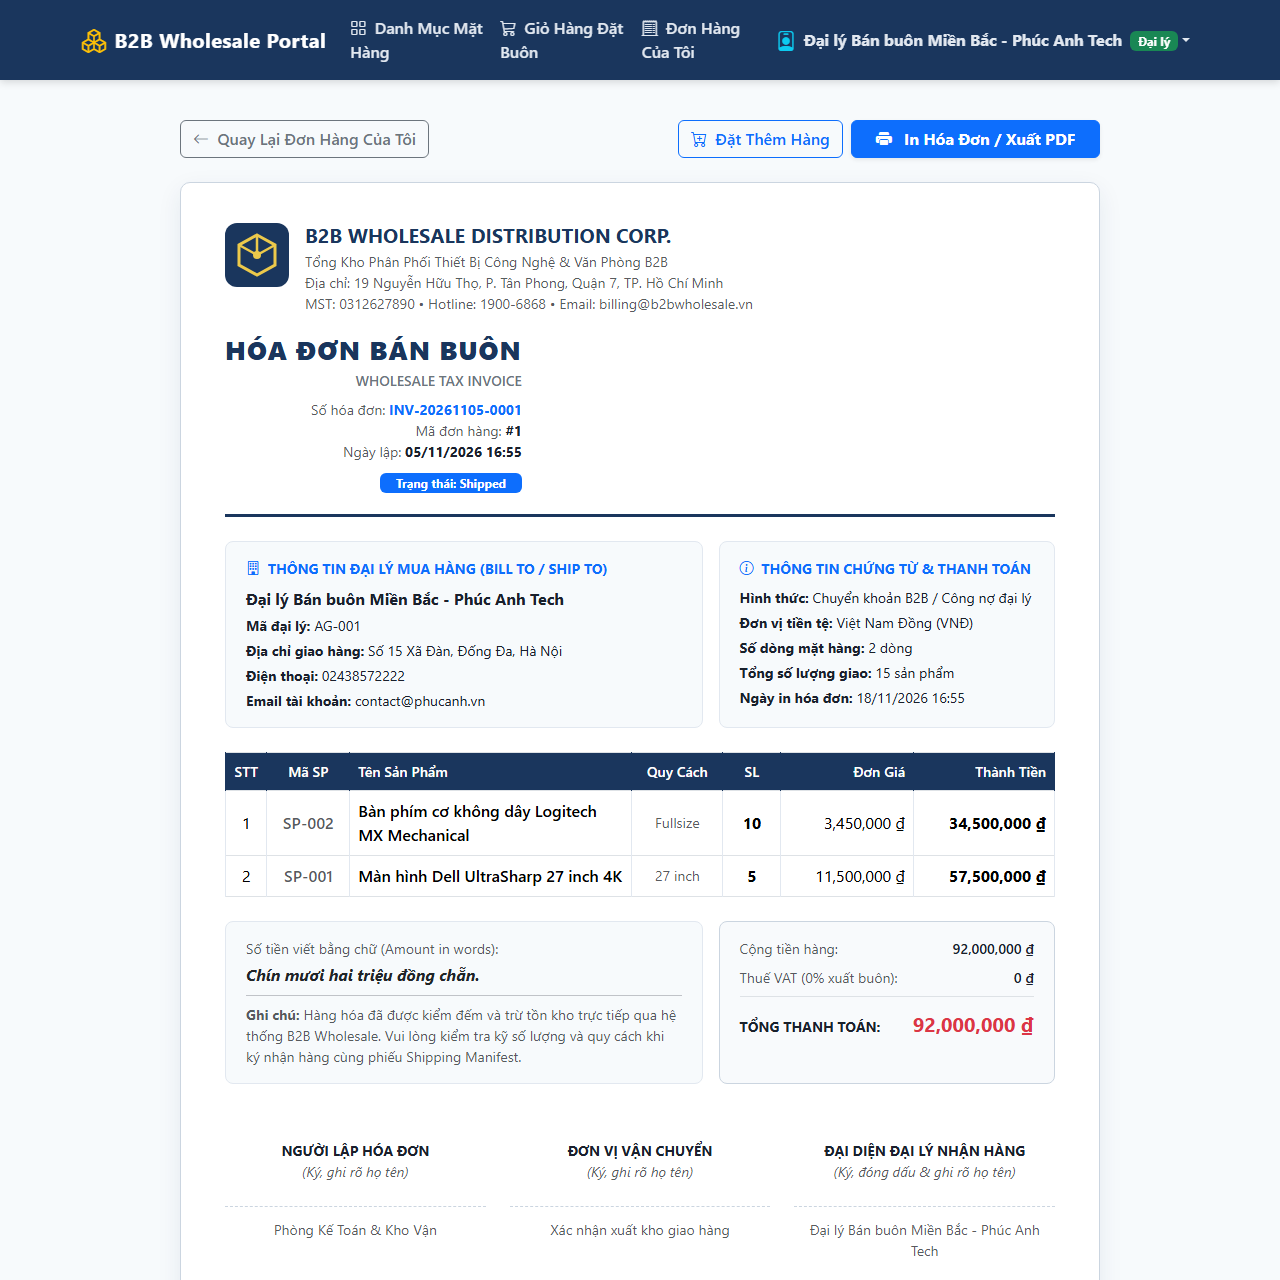 B2B Wholesale Portal
Danh Mục Mặt Hàng
Giỏ Hàng Đặt Buôn
Đơn Hàng Của Tôi
Đại lý Bán buôn Miền Bắc - Phúc Anh Tech
Đại lý
Quay Lại Đơn Hàng Của Tôi
Đặt Thêm Hàng
In Hóa Đơn / Xuất PDF
B2B WHOLESALE DISTRIBUTION CORP.
Tổng Kho Phân Phối Thiết Bị Công Nghệ & Văn Phòng B2B
Địa chỉ: 19 Nguyễn Hữu Thọ, P. Tân Phong, Quận 7, TP. Hồ Chí Minh
MST: 0312627890 • Hotline: 1900-6868 • Email: billing@b2bwholesale.vn
HÓA ĐƠN BÁN BUÔN
WHOLESALE TAX INVOICE
Số hóa đơn: INV-20261105-0001
Mã đơn hàng: #1
Ngày lập: 05/11/2026 16:55
Trạng thái: Shipped
THÔNG TIN ĐẠI LÝ MUA HÀNG (BILL TO / SHIP TO)
Đại lý Bán buôn Miền Bắc - Phúc Anh Tech
Mã đại lý: AG-001
Địa chỉ giao hàng: Số 15 Xã Đàn, Đống Đa, Hà Nội
Điện thoại: 02438572222
Email tài khoản: contact@phucanh.vn
THÔNG TIN CHỨNG TỪ & THANH TOÁN
Hình thức: Chuyển khoản B2B / Công nợ đại lý
Đơn vị tiền tệ: Việt Nam Đồng (VNĐ)
Số dòng mặt hàng: 2 dòng
Tổng số lượng giao: 15 sản phẩm
Ngày in hóa đơn: 18/11/2026 16:55
STT Mã SP Tên Sản Phẩm Quy Cách SL Đơn Giá Thành Tiền
1 SP-002 Bàn phím cơ không dây Logitech MX Mechanical Fullsize 10 3,450,000 ₫ 34,500,000 ₫
2 SP-001 Màn hình Dell UltraSharp 27 inch 4K 27 inch 5 11,500,000 ₫ 57,500,000 ₫
Số tiền viết bằng chữ (Amount in words):
Chín mươi hai triệu đồng chẵn.
Ghi chú: Hàng hóa đã được kiểm đếm và trừ tồn kho trực tiếp qua hệ
thống B2B Wholesale. Vui lòng kiểm tra kỹ số lượng và quy cách khi
ký nhận hàng cùng phiếu Shipping Manifest.
Cộng tiền hàng: 92,000,000 ₫
Thuế VAT (0% xuất buôn): 0 ₫
TỔNG THANH TOÁN: 92,000,000 ₫
NGƯỜI LẬP HÓA ĐƠN
(Ký, ghi rõ họ tên)
Phòng Kế Toán & Kho Vận
ĐƠN VỊ VẬN CHUYỂN
(Ký, ghi rõ họ tên)
Xác nhận xuất kho giao hàng
ĐẠI DIỆN ĐẠI LÝ NHẬN HÀNG
(Ký, đóng dấu & ghi rõ họ tên)
Đại lý Bán buôn Miền Bắc - Phúc Anh
Tech